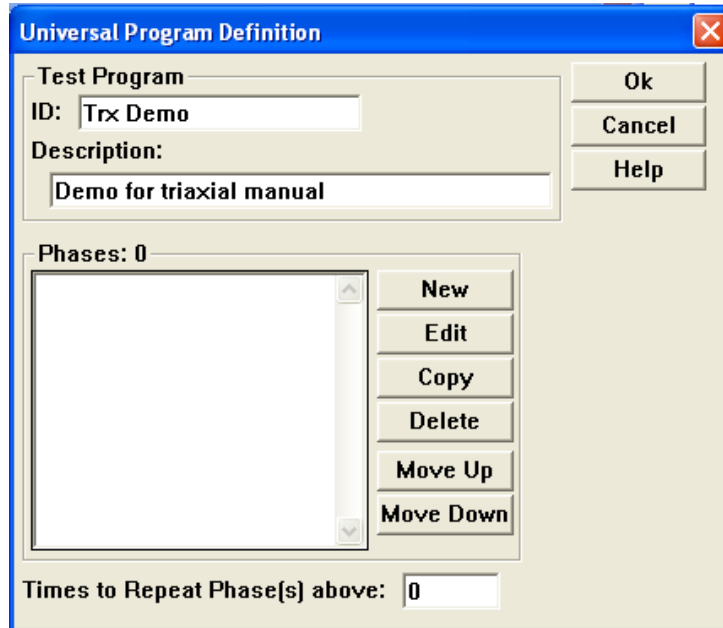 Universal Program Definition
Test Program
ID: Trx Demo
Description:
Demo for triaxial manual
Ok
Cancel
Help
Phases: 0
New
Edit
Copy
Delete
Move Up
Move Down
Times to Repeat Phase(s) above: 0